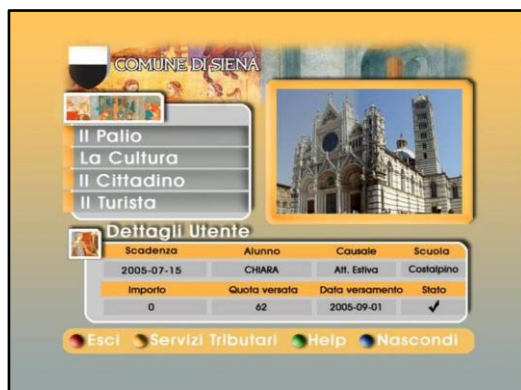 COMUNE DI SIENA
Il Palio
La Cultura
Il Cittadino
Il Turista
Dettagli Utente
Scadenza Alunno Causale Scuola
2005-07-15 CHIARA Att. Estiva Costalpino
Importo Quota versata Data versamento Stato
0 62 2005-09-01 ✓
Esci Servizi Tributari Help Nascondi